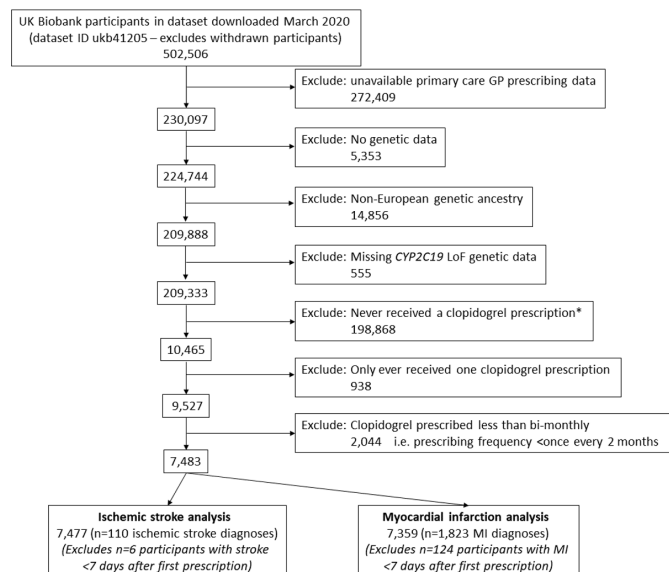 UK Biobank participants in dataset downloaded March 2020
(dataset ID ukb41205 – excludes withdrawn participants)
502,506
Exclude: unavailable primary care GP prescribing data
272,409
230,097
Exclude: No genetic data
5,353
224,744
Exclude: Non-European genetic ancestry
14,856
209,888
Exclude: Missing CYP2C19 LoF genetic data
555
209,333
Exclude: Never received a clopidogrel prescription*
198,868
10,465
Exclude: Only ever received one clopidogrel prescription
938
9,527
Exclude: Clopidogrel prescribed less than bi-monthly
2,044 i.e. prescribing frequency <once every 2 months
7,483
Ischemic stroke analysis
7,477 (n=110 ischemic stroke diagnoses)
(Excludes n=6 participants with stroke
<7 days after first prescription)
Myocardial infarction analysis
7,359 (n=1,823 MI diagnoses)
(Excludes n=124 participants with MI
<7 days after first prescription)